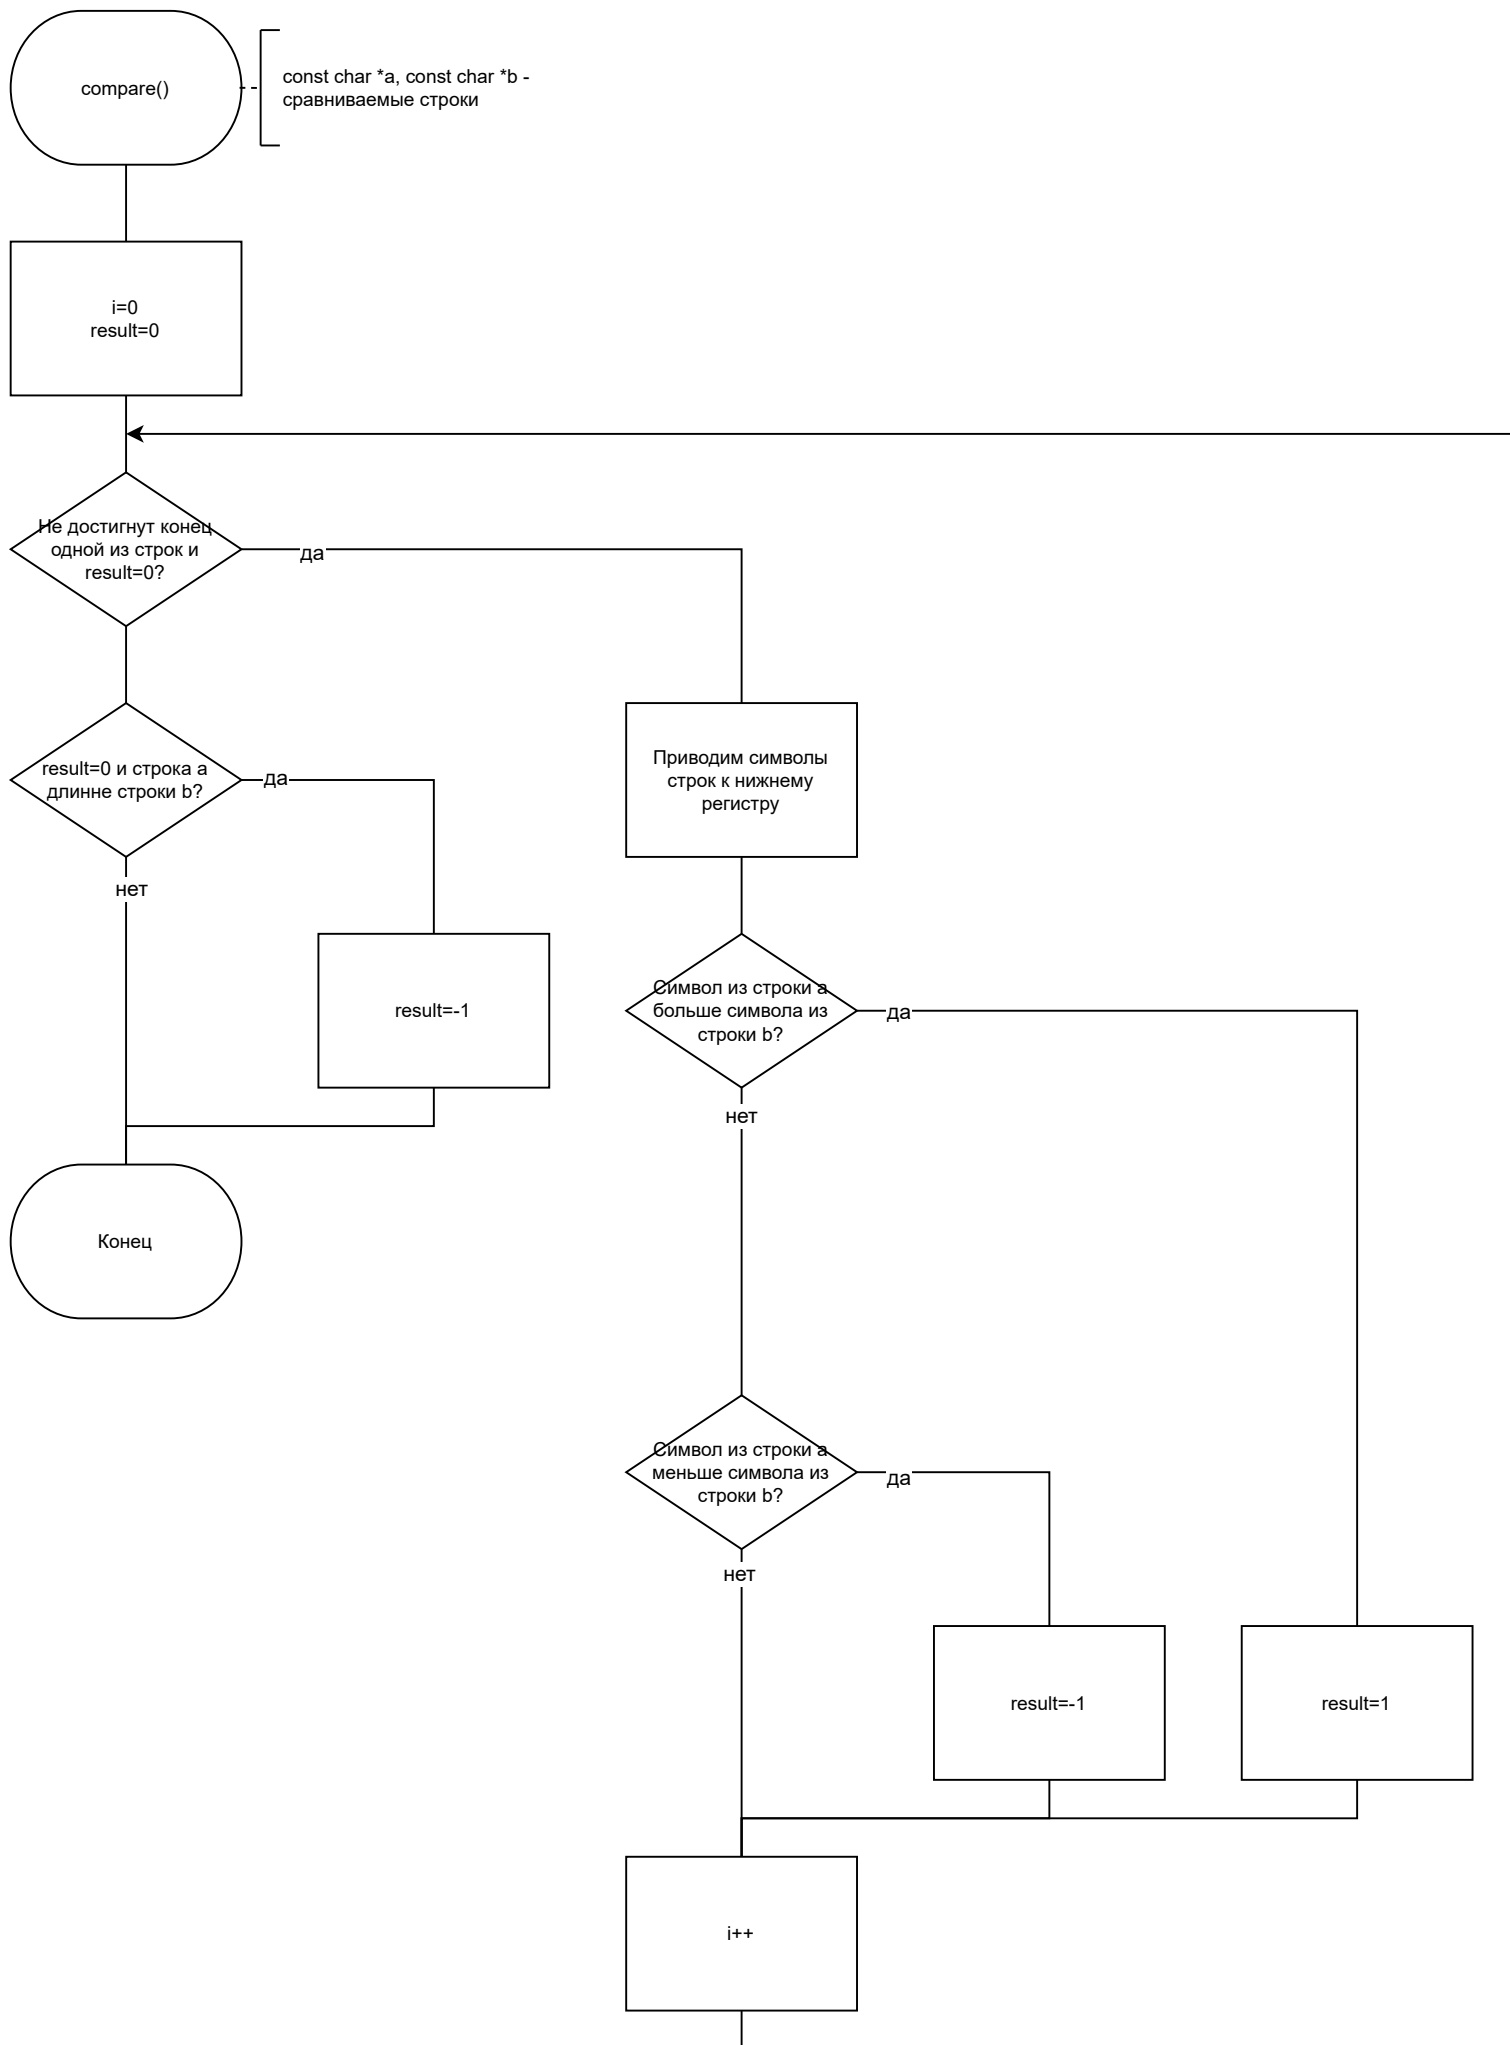 compare()
const char *a, const char *b -
сравниваемые строки
i=0
result=0
Не достигнут конец
одной из строк и
result=0?
да
result=0 и строка a
длинне строки b?
да
нет
Приводим символы
строк к нижнему
регистру
result=-1
Символ из строки a
больше символа из
строки b?
да
нет
Конец
Символ из строки a
меньше символа из
строки b?
да
нет
result=-1
result=1
i++